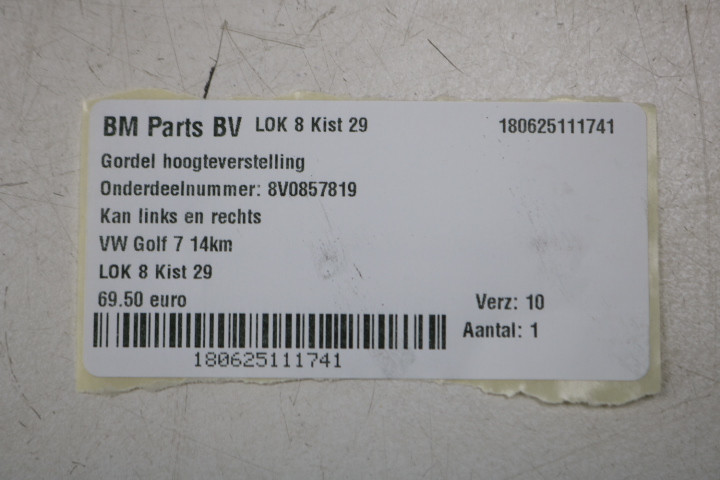 BM Parts BV LOK 8 Kist 29 180625111741
Gordel hoogteverstelling
Onderdeelnummer: 8V0857819
Kan links en rechts
VW Golf 7 14km
LOK 8 Kist 29
69.50 euro Verz: 10
Aantal: 1
180625111741